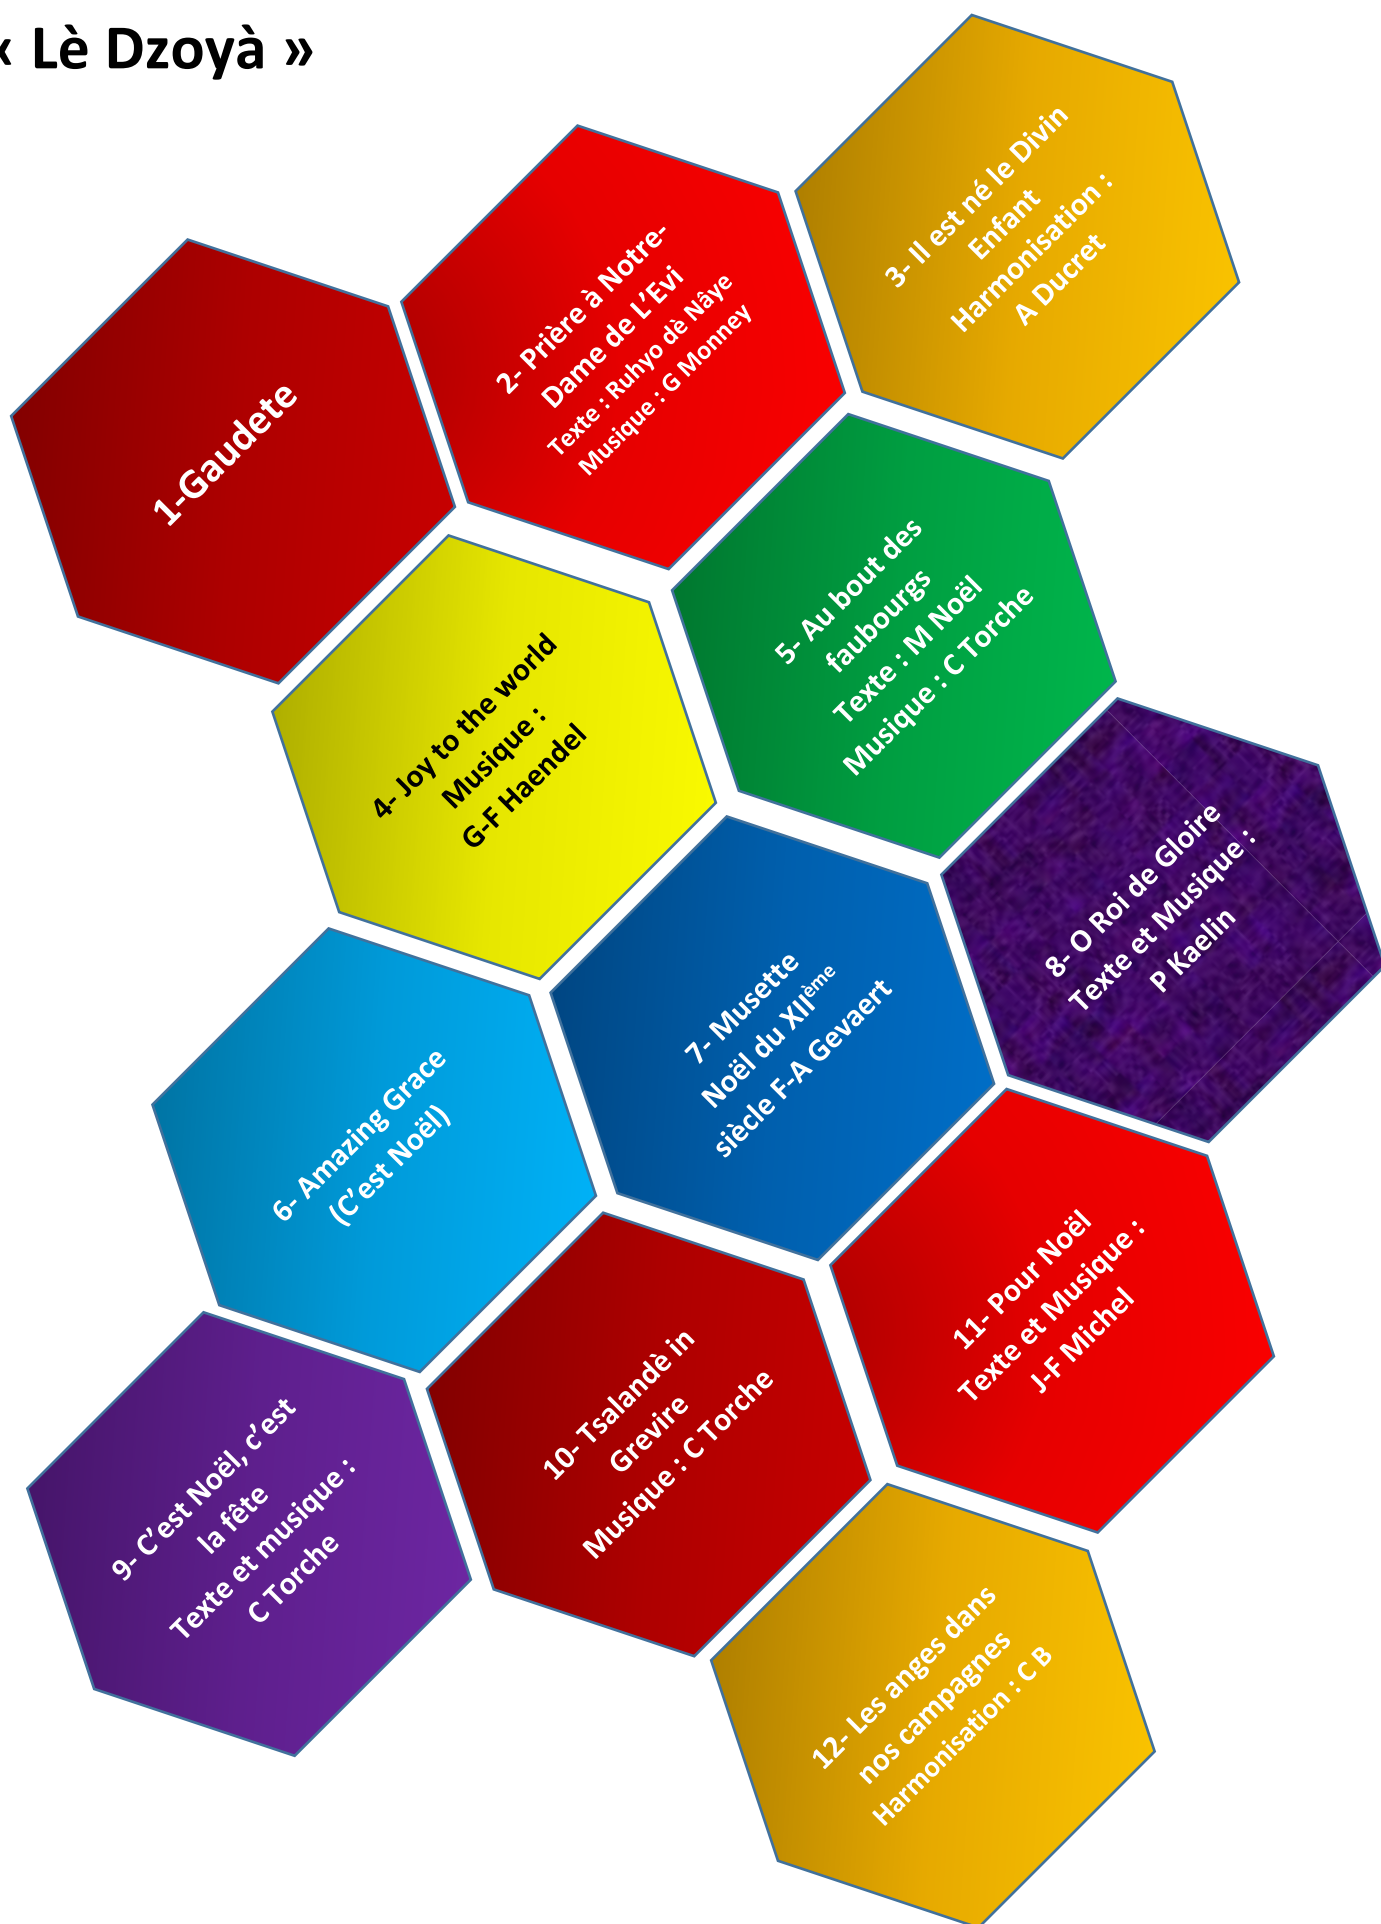 « Lè Dzoyà »
1-Gaudete
2- Prière à Notre-
Dame de L’Evi
Texte : Ruhyo dè Nâye
Musique : G Monney
3- Il est né le Divin
Enfant
Harmonisation :
A Ducret
4- Joy to the world
Musique :
G-F Haendel
5- Au bout des
faubourgs
Texte : M Noël
Musique : C Torche
6- Amazing Grace
(C’est Noël)
7- Musette
Noël du XIIème
siècle F-A Gevaert
8- O Roi de Gloire
Texte et Musique :
P Kaelin
9- C’est Noël, c’est
la fête
Texte et musique :
C Torche
10- Tsalandè in
Grevire
Musique : C Torche
11- Pour Noël
Texte et Musique :
J-F Michel
12- Les anges dans
nos campagnes
Harmonisation : C B